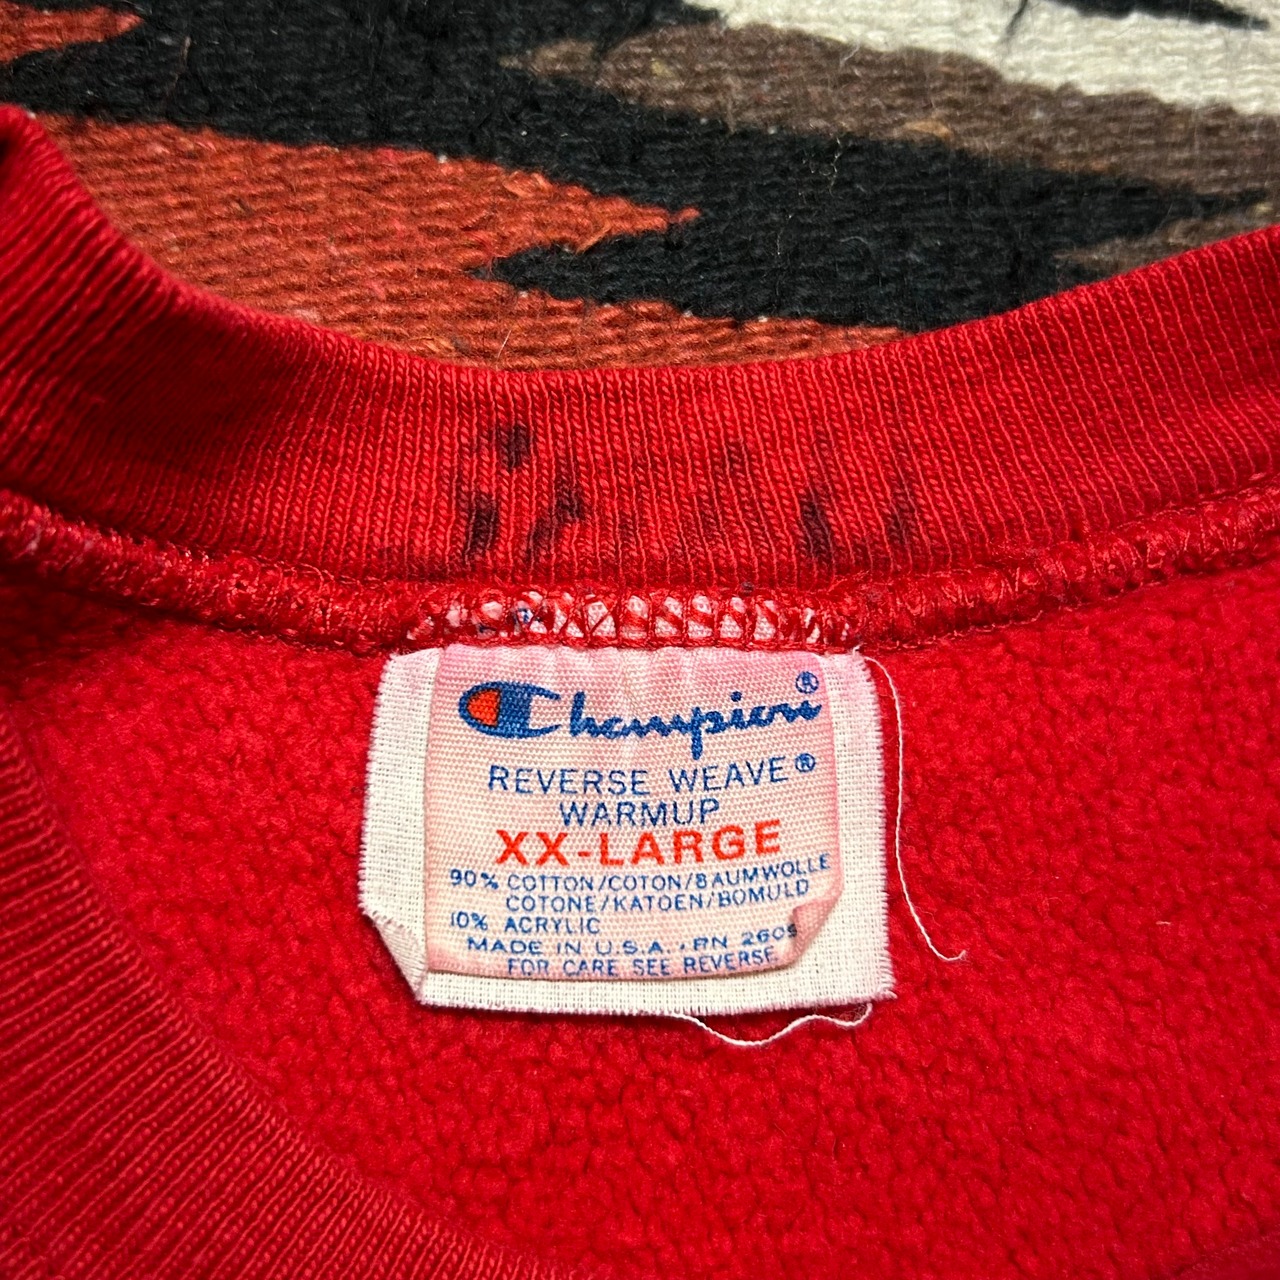 Champion®
REVERSE WEAVE®
WARMUP
XX-LARGE
90% COTTON/COTON/BAUMWOLLE
COTONE/KATOEN/BOMULD
10% ACRYLIC
MADE IN U.S.A. • RN 26094
FOR CARE SEE REVERSE